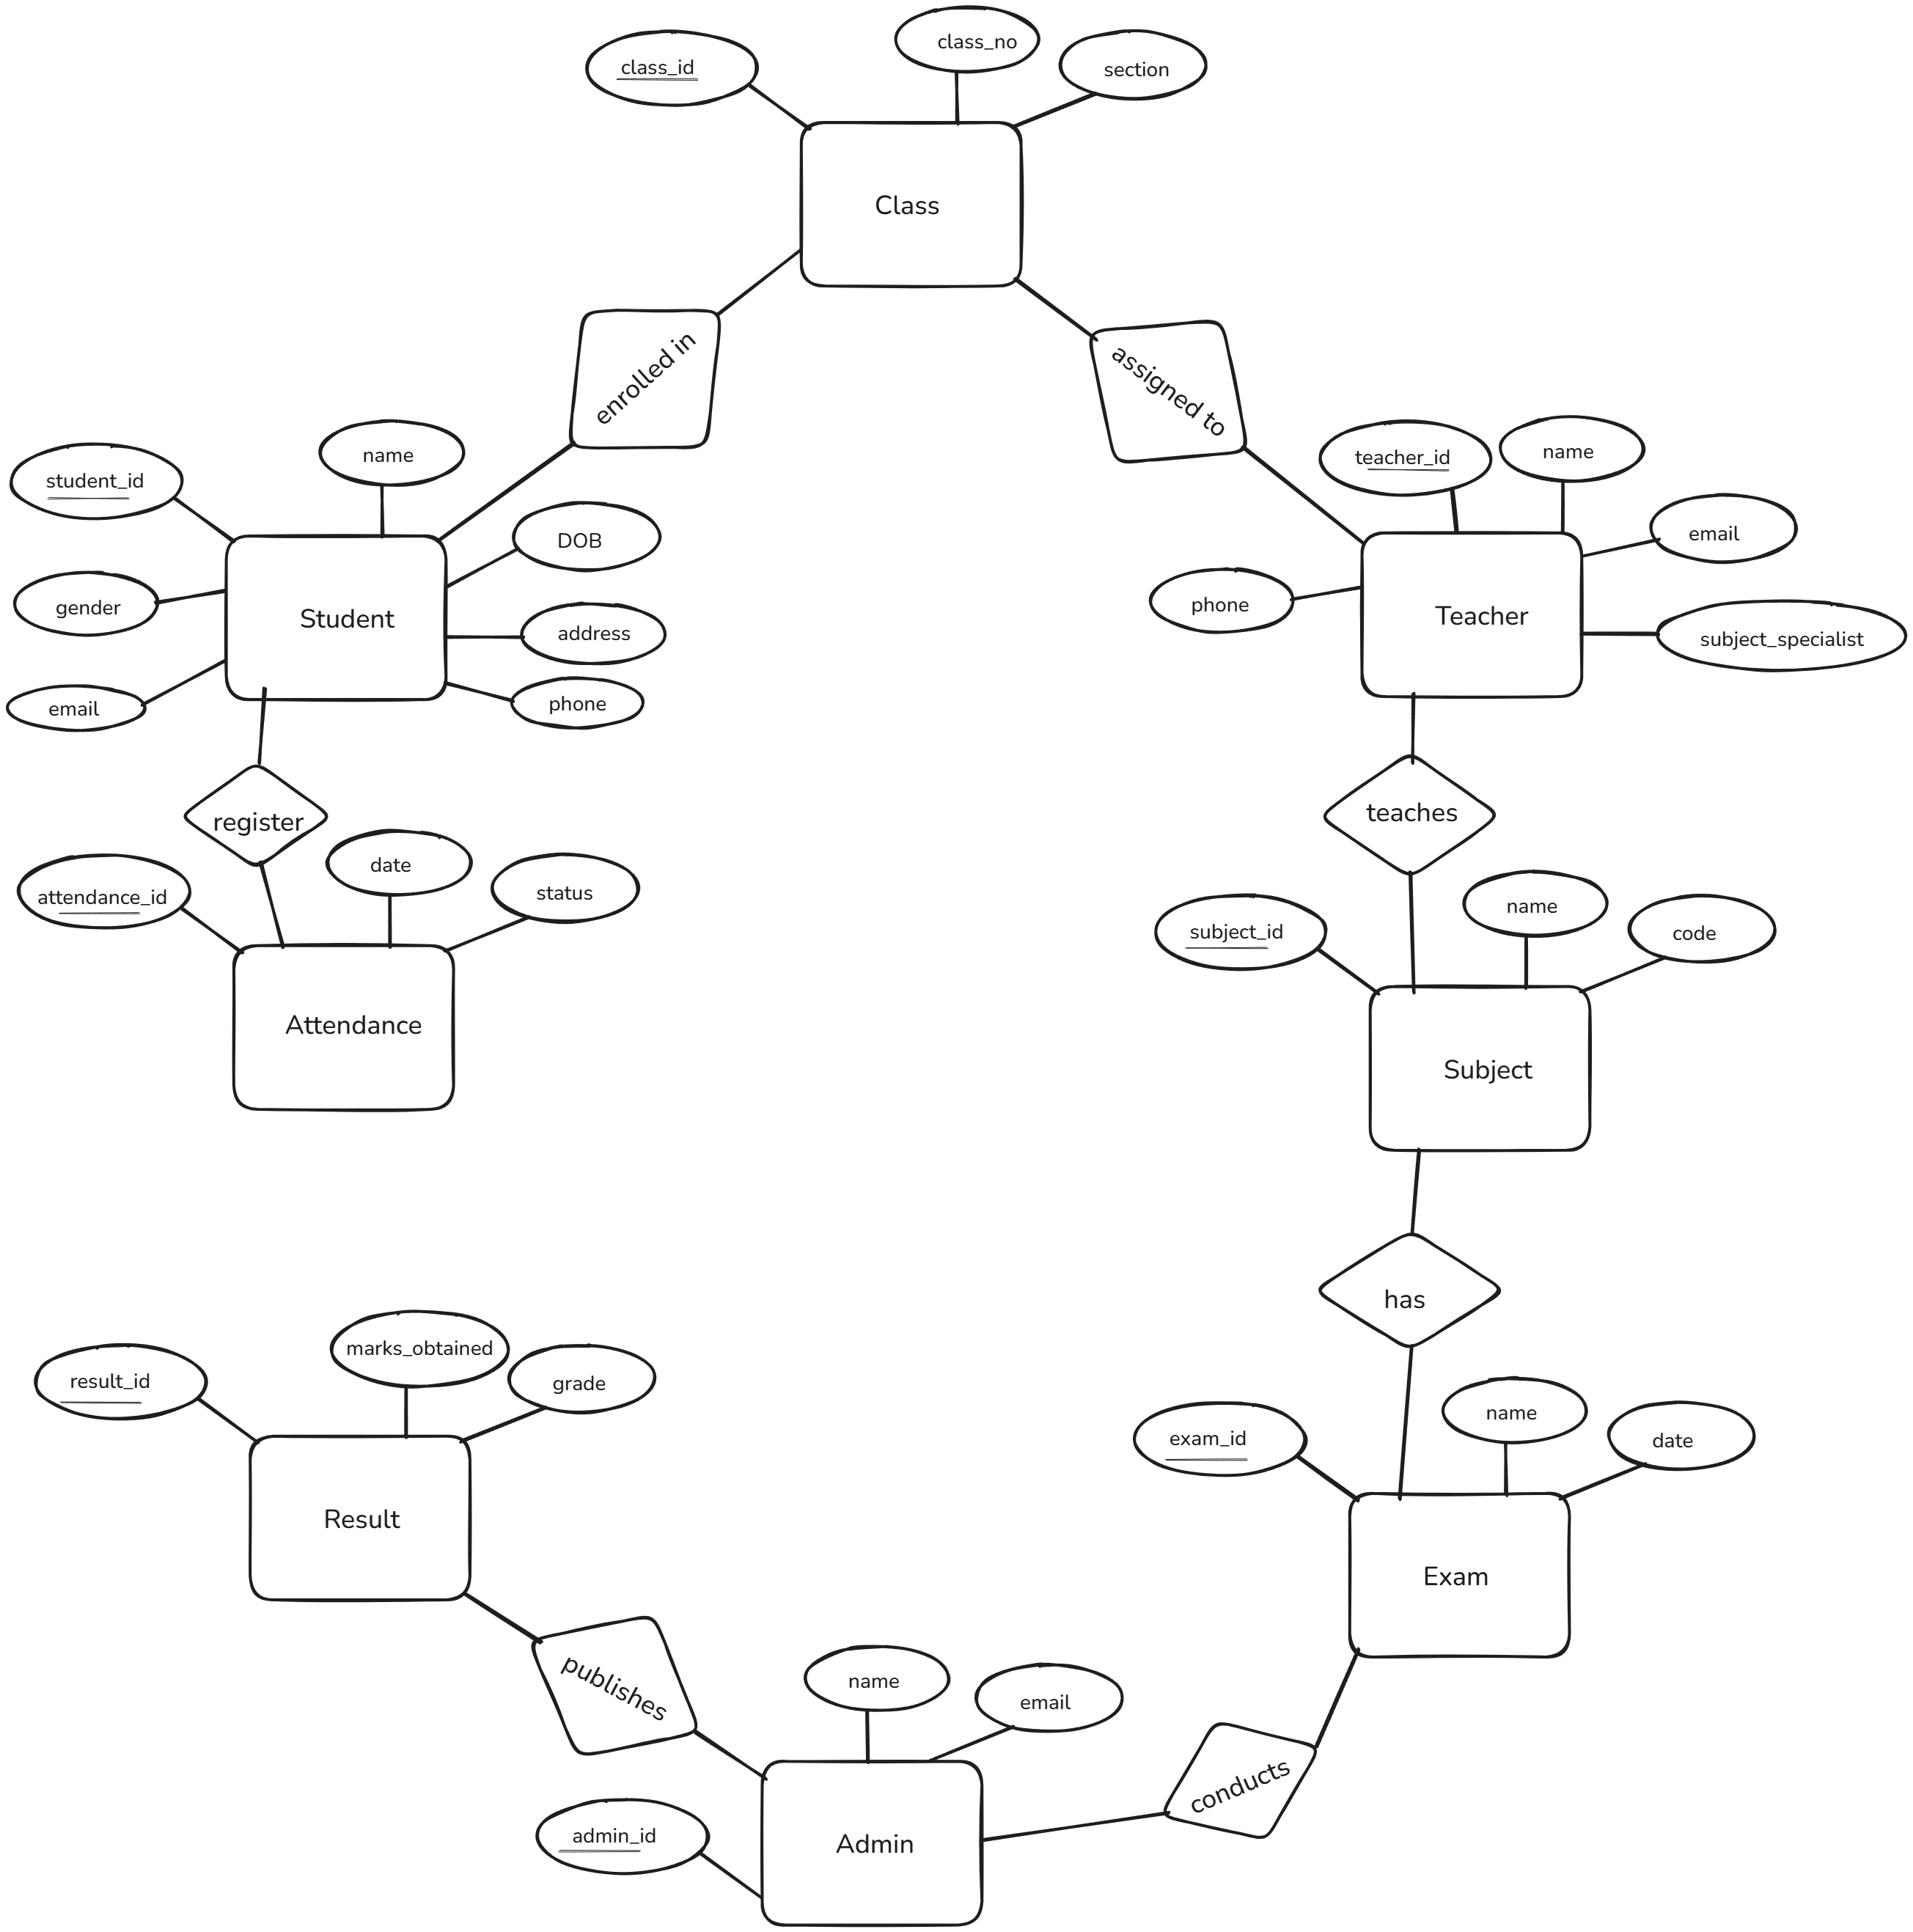 class_id
class_no
section
Class
enrolled in
assigned to
student_id
name
DOB
gender
Student
address
email
phone
teacher_id
name
email
phone
Teacher
subject_specialist
register
teaches
attendance_id
date
status
Attendance
subject_id
name
code
Subject
has
result_id
marks_obtained
grade
Result
exam_id
name
date
Exam
publishes
name
email
conducts
admin_id
Admin